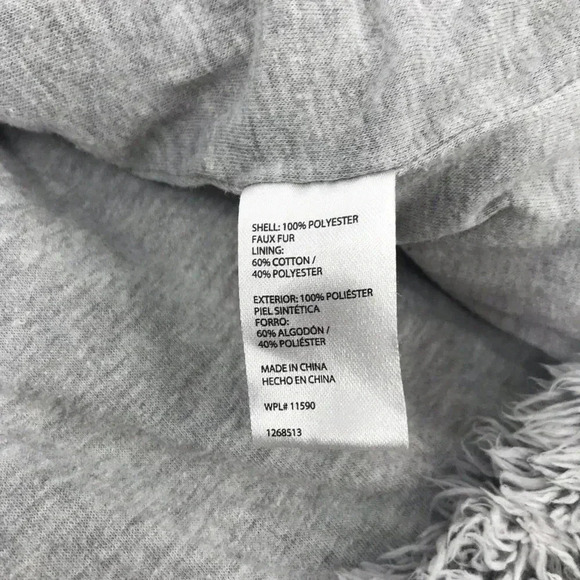 SHELL: 100% POLYESTER
FAUX FUR
LINING:
60% COTTON /
40% POLYESTER
EXTERIOR: 100% POLIÉSTER
PIEL SINTÉTICA
FORRO:
60% ALGODÓN /
40% POLIÉSTER
MADE IN CHINA
HECHO EN CHINA
WPL# 11590
1268513